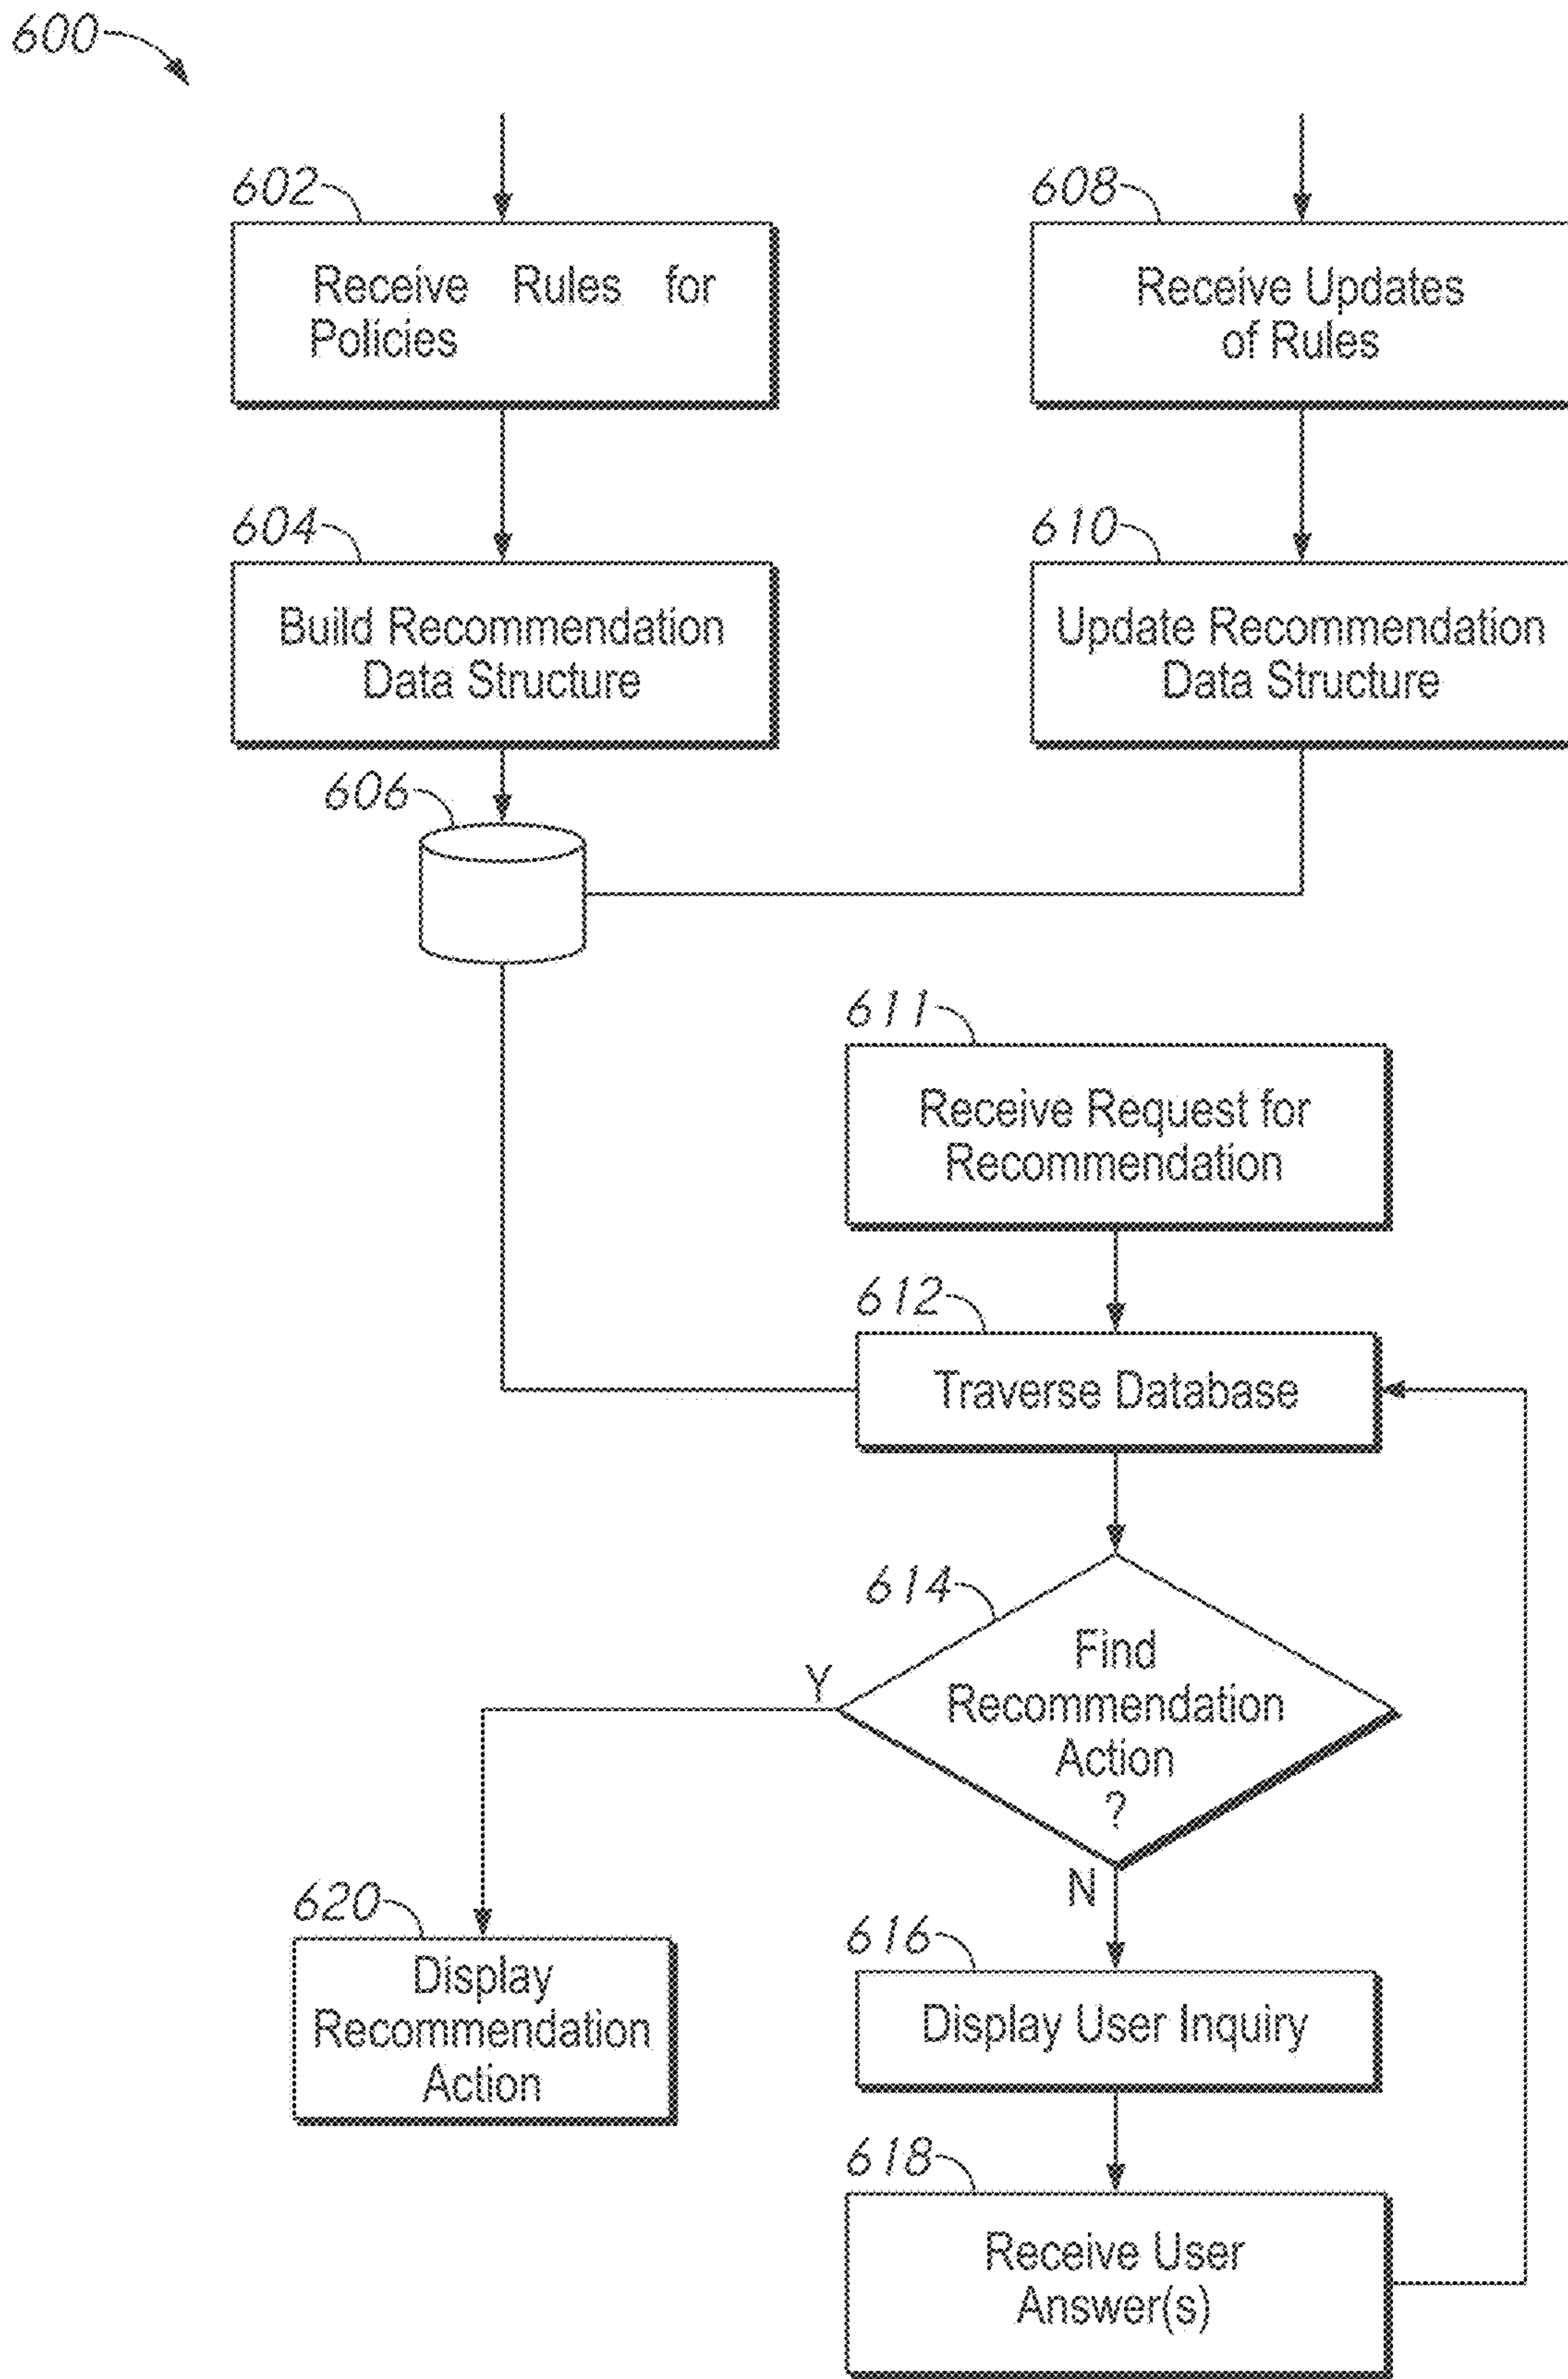 600
602
Receive Rules for
Policies
608
Receive Updates
of Rules
604
Build Recommendation
Data Structure
610
Update Recommendation
Data Structure
606
611
Receive Request for
Recommendation
612
Traverse Database
614
Find
Recommendation
Action
?
Y
N
620
Display
Recommendation
Action
616
Display User Inquiry
618
Receive User
Answer(s)